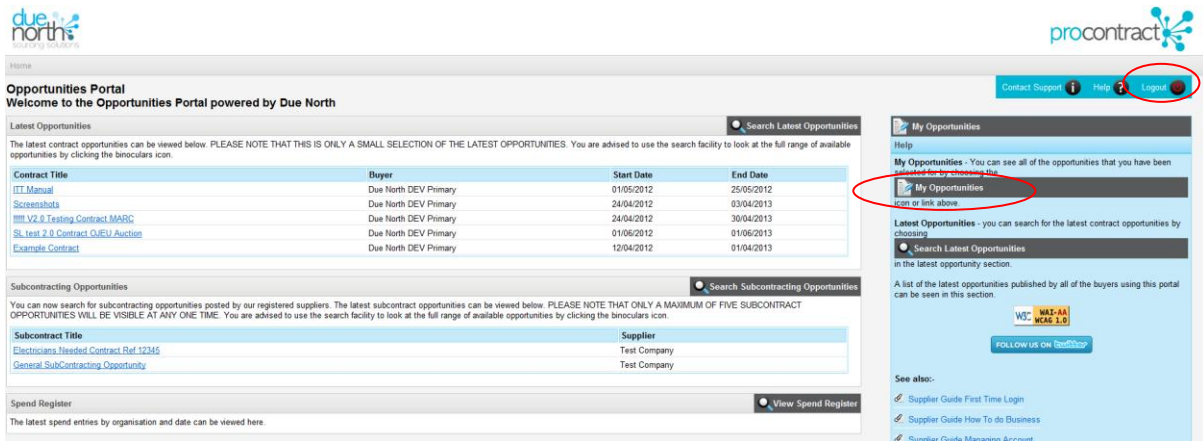 due north
sourcing solutions
procontract
Home
Opportunities Portal
Welcome to the Opportunities Portal powered by Due North
Contact Support Help Logout
Latest Opportunities
Search Latest Opportunities
The latest contract opportunities can be viewed below. PLEASE NOTE THAT THIS IS ONLY A SMALL SELECTION OF THE LATEST OPPORTUNITIES. You are advised to use the search facility to look at the full range of available
opportunities by clicking the binoculars icon.
Contract Title Buyer Start Date End Date
ITT Manual Due North DEV Primary 01/05/2012 25/05/2012
Screenshots Due North DEV Primary 24/04/2012 03/04/2013
!!!!! V2.0 Testing Contract MARC Due North DEV Primary 24/04/2012 30/04/2013
SL test 2.0 Contract OJEU Auction Due North DEV Primary 01/06/2012 01/06/2013
Example Contract Due North DEV Primary 12/04/2012 01/04/2013
Subcontracting Opportunities
Search Subcontracting Opportunities
You can now search for subcontracting opportunities posted by our registered suppliers. The latest subcontract opportunities can be viewed below. PLEASE NOTE THAT ONLY A MAXIMUM OF FIVE SUBCONTRACT
OPPORTUNITIES WILL BE VISIBLE AT ANY ONE TIME. You are advised to use the search facility to look at the full range of available opportunities by clicking the binoculars icon.
Subcontract Title Supplier
Electricians Needed Contract Ref 12345 Test Company
General SubContracting Opportunity Test Company
Spend Register
View Spend Register
The latest spend entries by organisation and date can be viewed here.
My Opportunities
Help
My Opportunities - You can see all of the opportunities that you have been
selected for by choosing the
My Opportunities
icon or link above.
Latest Opportunities - you can search for the latest contract opportunities by
choosing
Search Latest Opportunities
in the latest opportunity section.
A list of the latest opportunities published by all of the buyers using this portal
can be seen in this section.
W3C WAI-AA
WCAG 1.0
FOLLOW US ON twitter
See also:-
Supplier Guide First Time Login
Supplier Guide How To do Business
Supplier Guide Managing Account